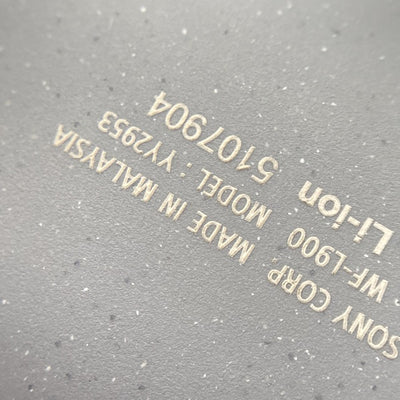 SONY CORP. MADE IN MALAYSIA
WF-L900 MODEL : YY2953
Li-ion 5107904